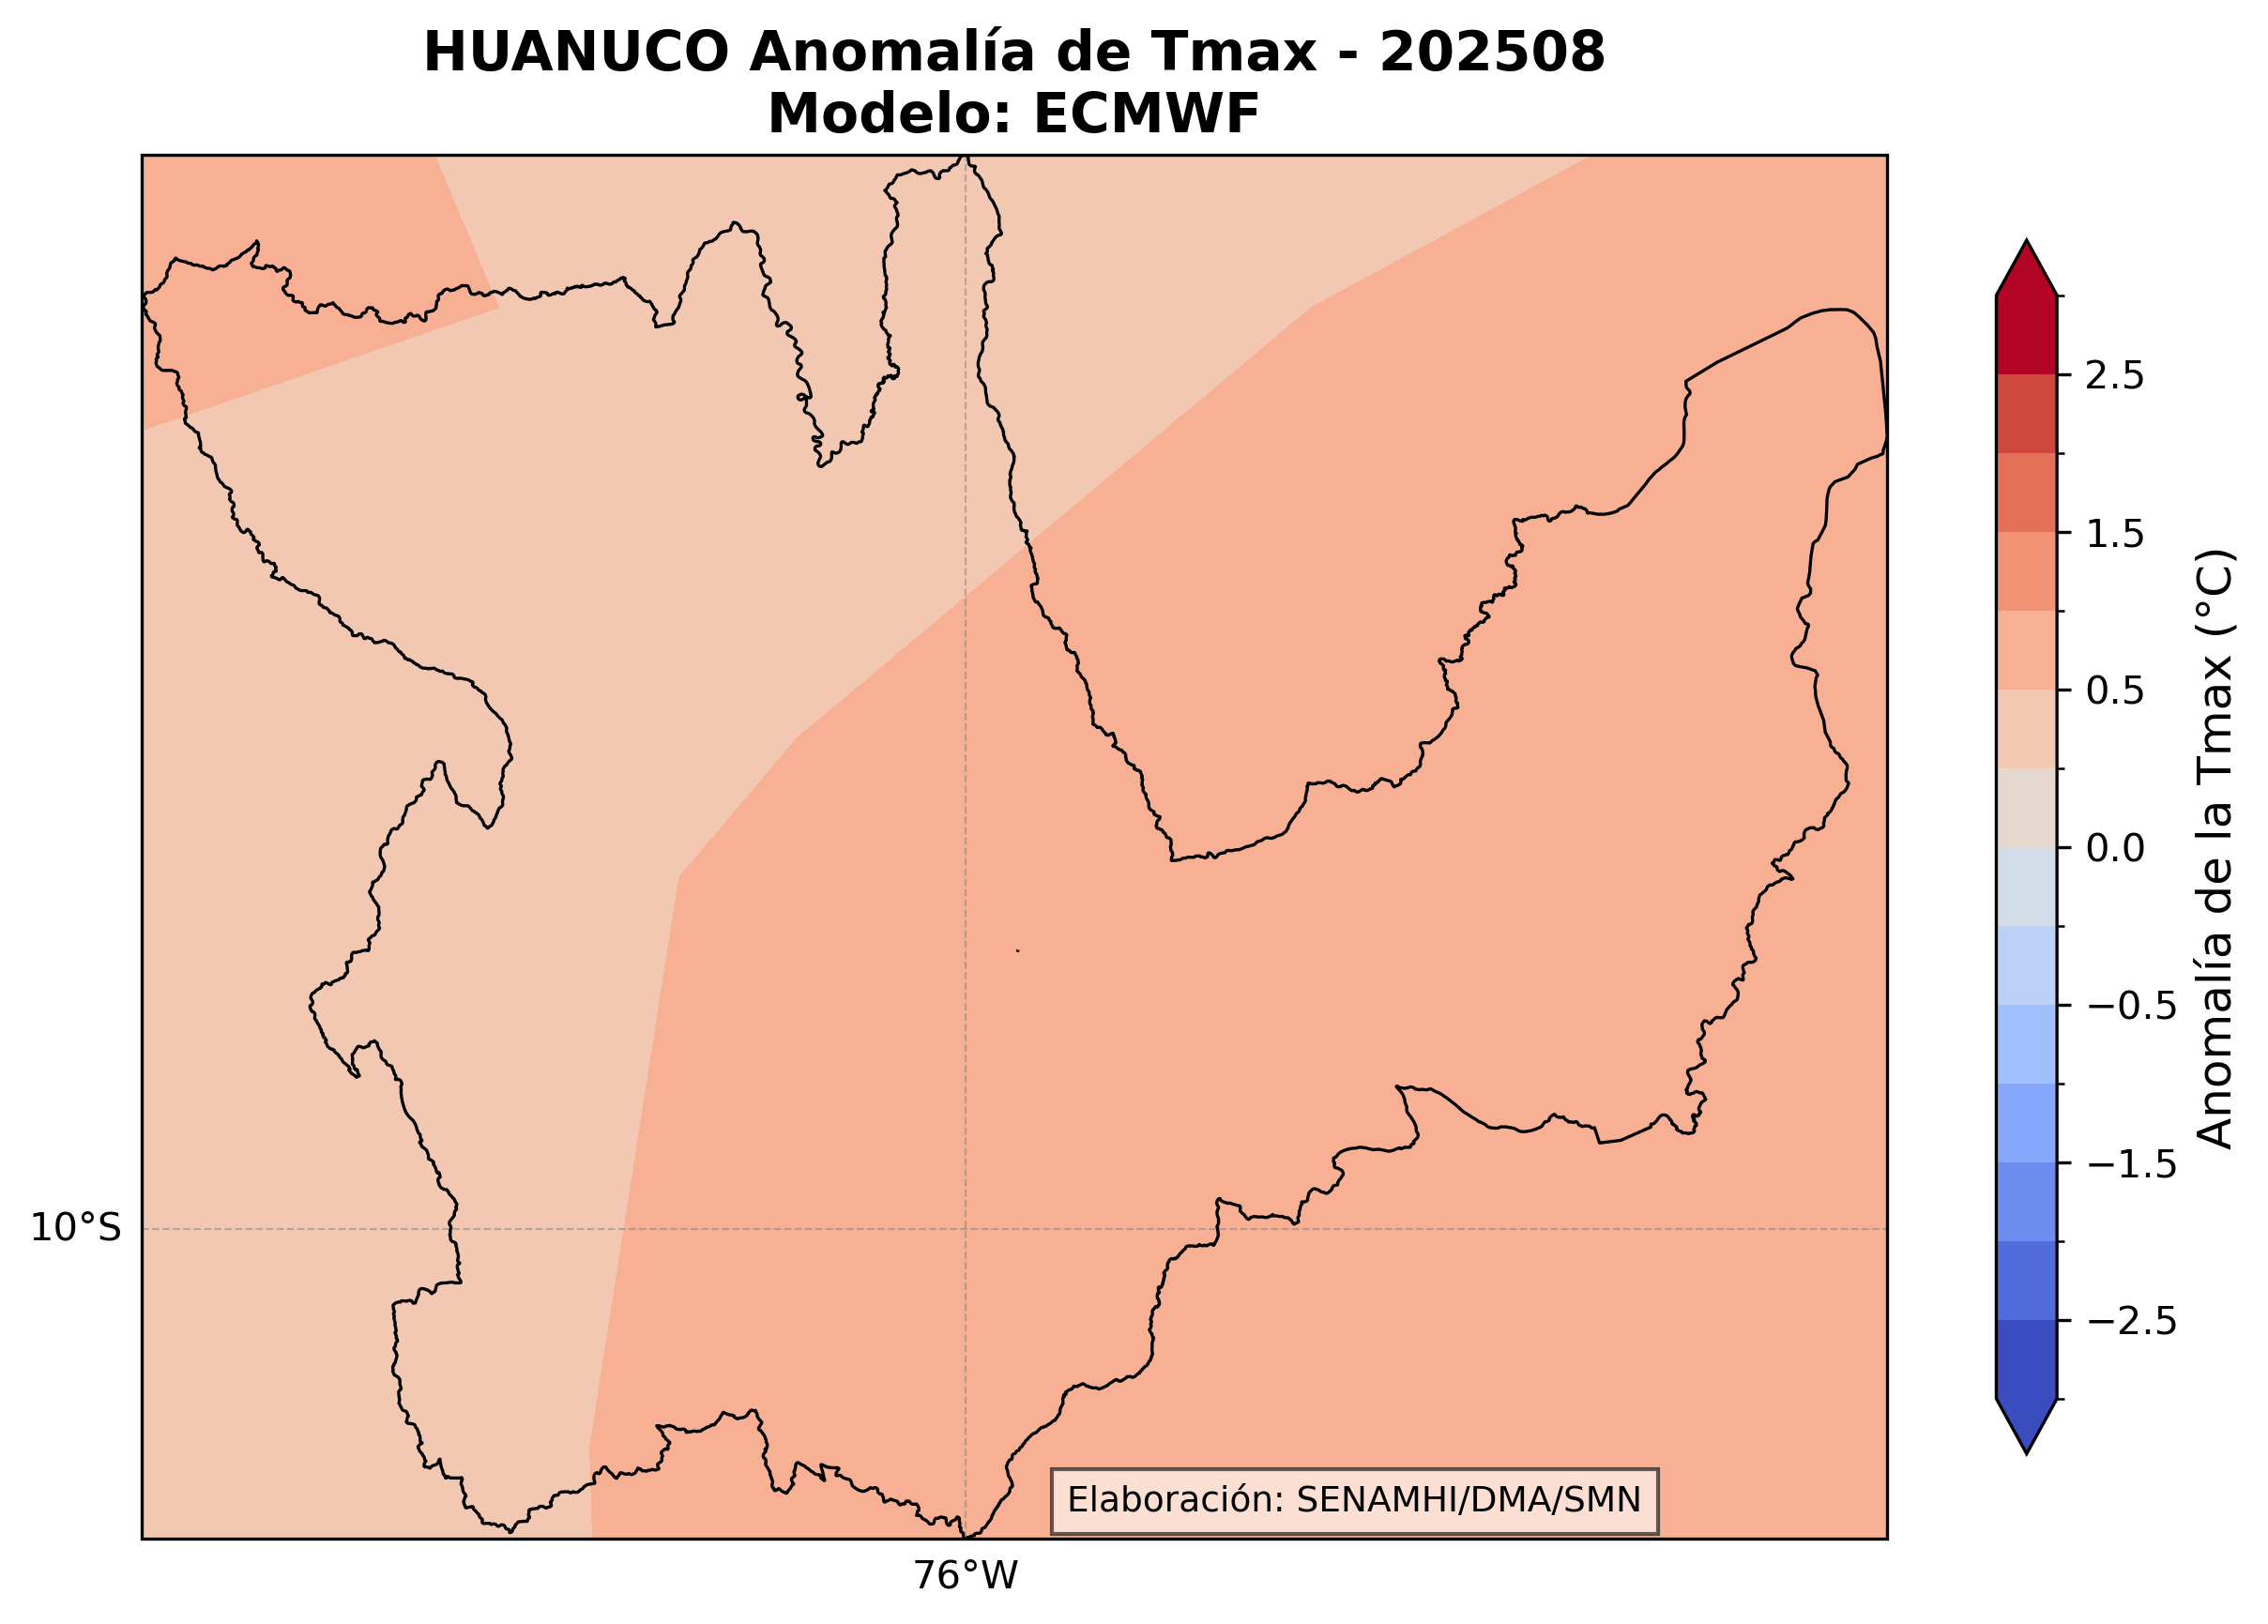 HUANUCO Anomalía de Tmax - 202508
Modelo: ECMWF
2.5
1.5
0.5
0.0
−0.5
−1.5
−2.5
Anomalía de la Tmax (°C)
10°S
Elaboración: SENAMHI/DMA/SMN
76°W